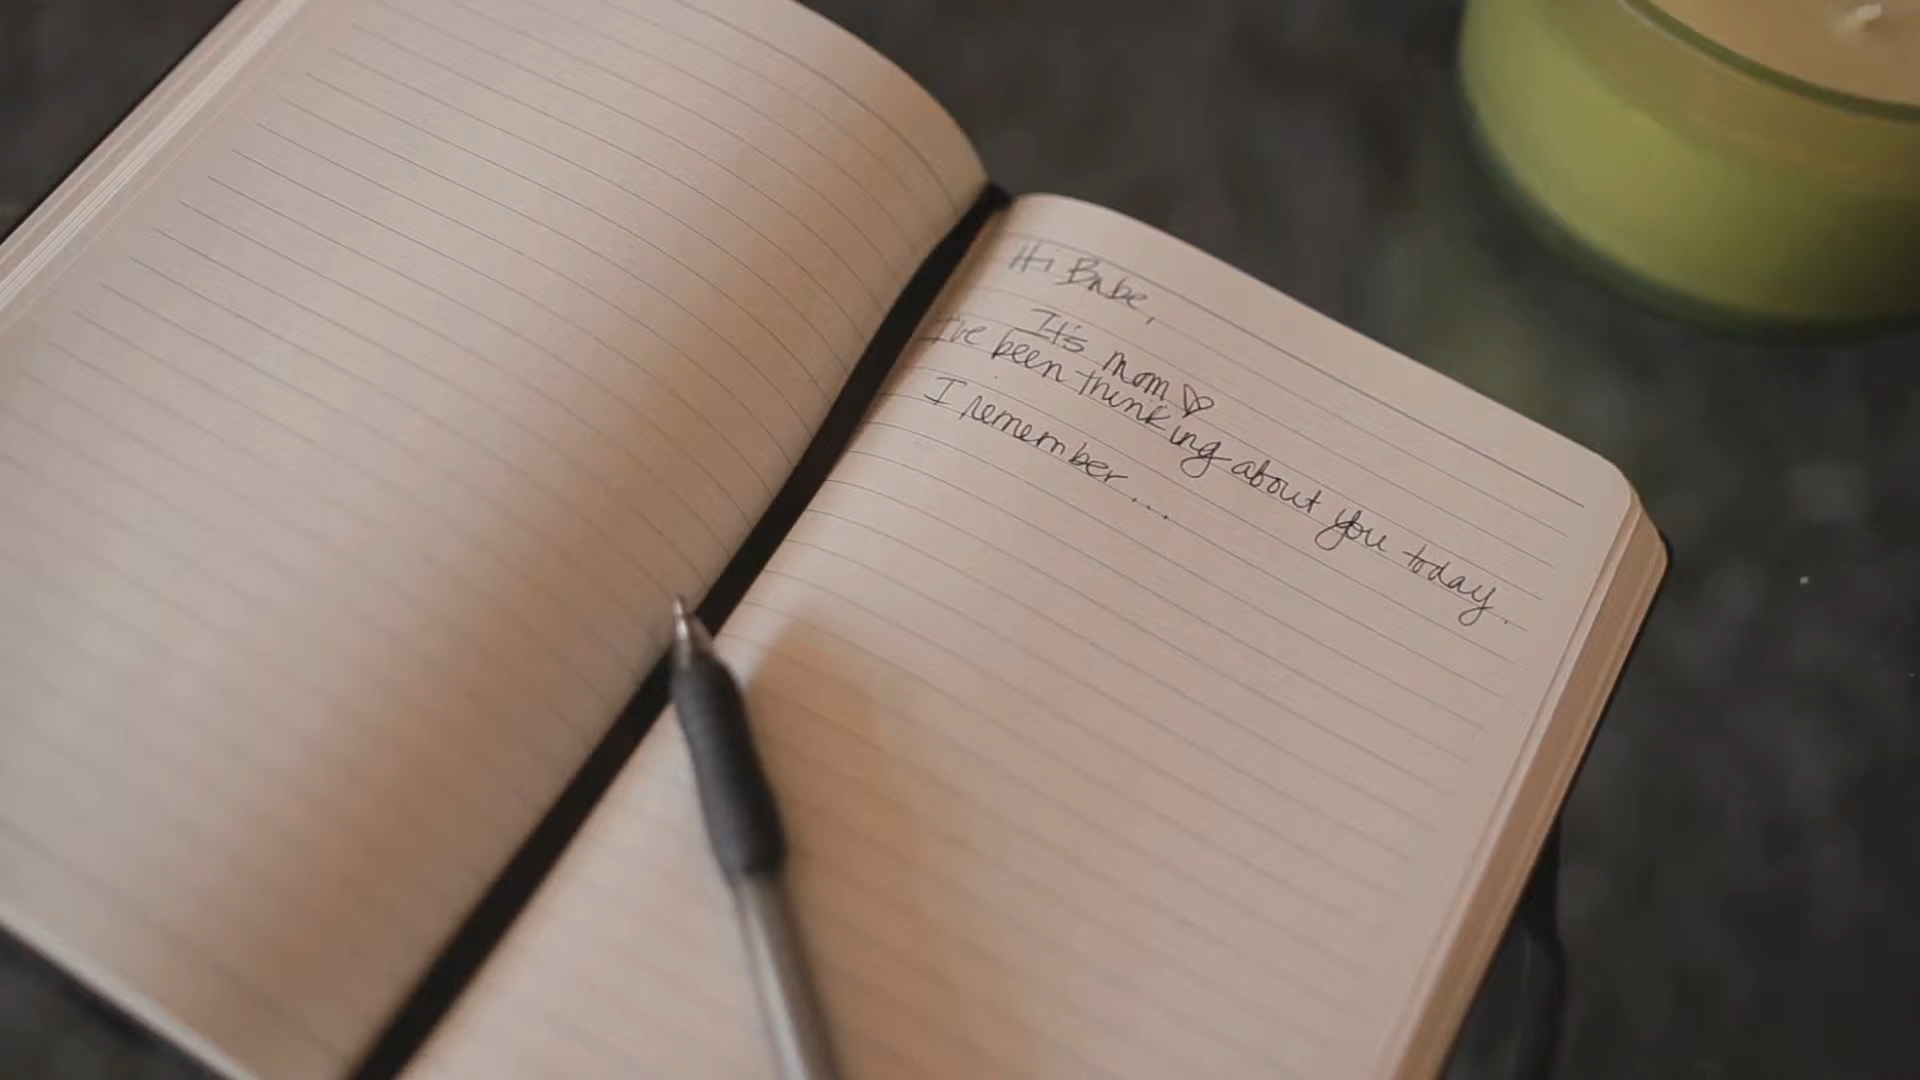 Hi Babe,
It's mom ♡
I've been thinking about you today.
I remember...